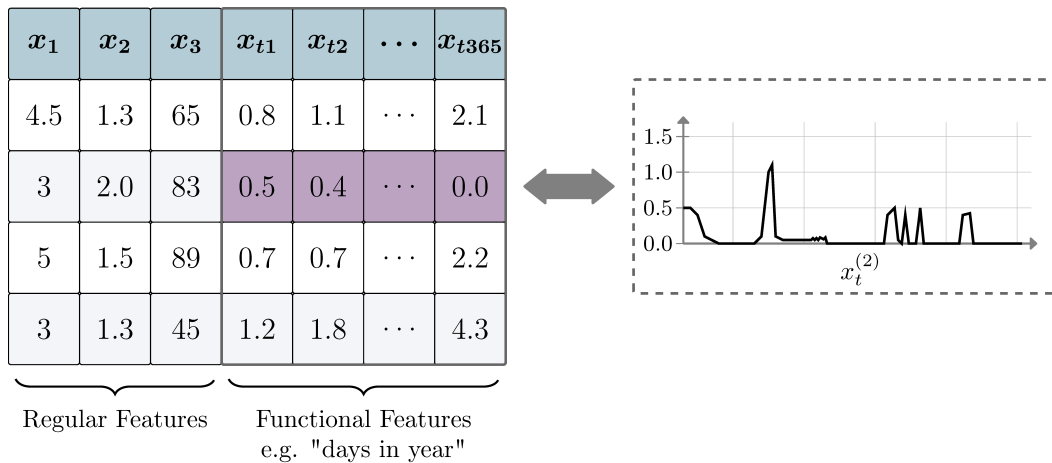 x₁ x₂ x₃ xₜ₁ xₜ₂ ··· xₜ₃₆₅
4.5 1.3 65 0.8 1.1 ··· 2.1
3 2.0 83 0.5 0.4 ··· 0.0
5 1.5 89 0.7 0.7 ··· 2.2
3 1.3 45 1.2 1.8 ··· 4.3
Regular Features
Functional Features
e.g. "days in year"
1.5
1.0
0.5
0.0
xₜ⁽²⁾